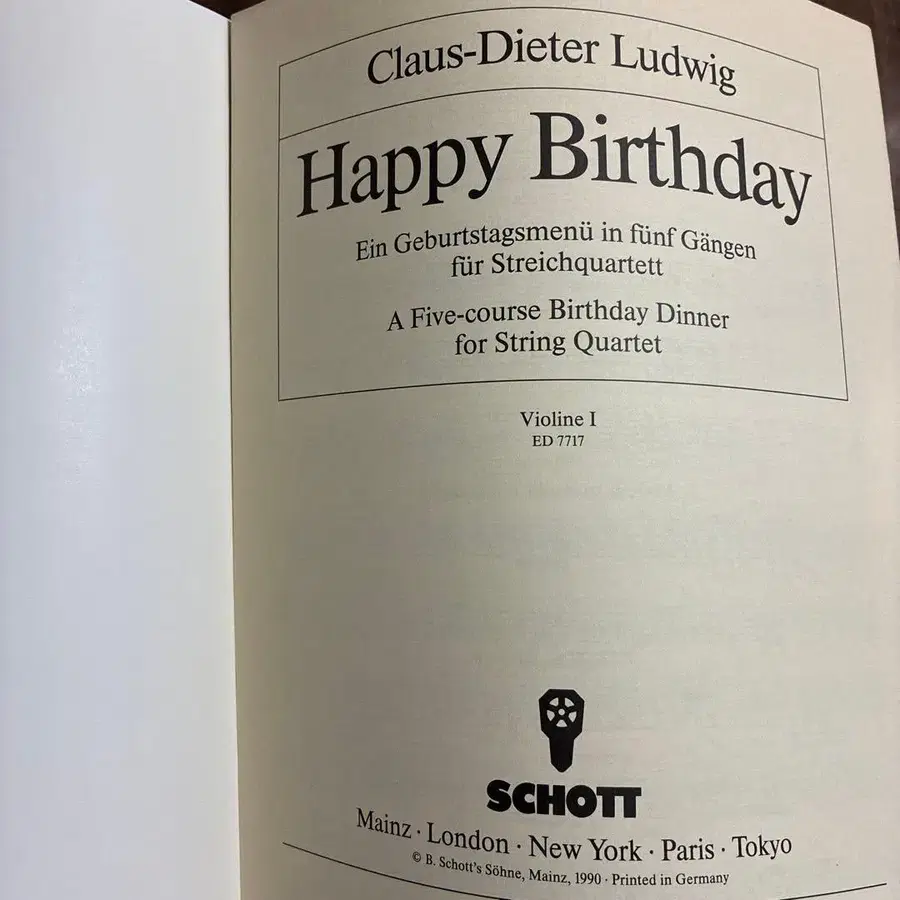 Claus-Dieter Ludwig
Happy Birthday
Ein Geburtstagsmenü in fünf Gängen
für Streichquartett
A Five-course Birthday Dinner
for String Quartet
Violine I
ED 7717
SCHOTT
Mainz · London · New York · Paris · Tokyo
© B. Schott's Söhne, Mainz, 1990 · Printed in Germany